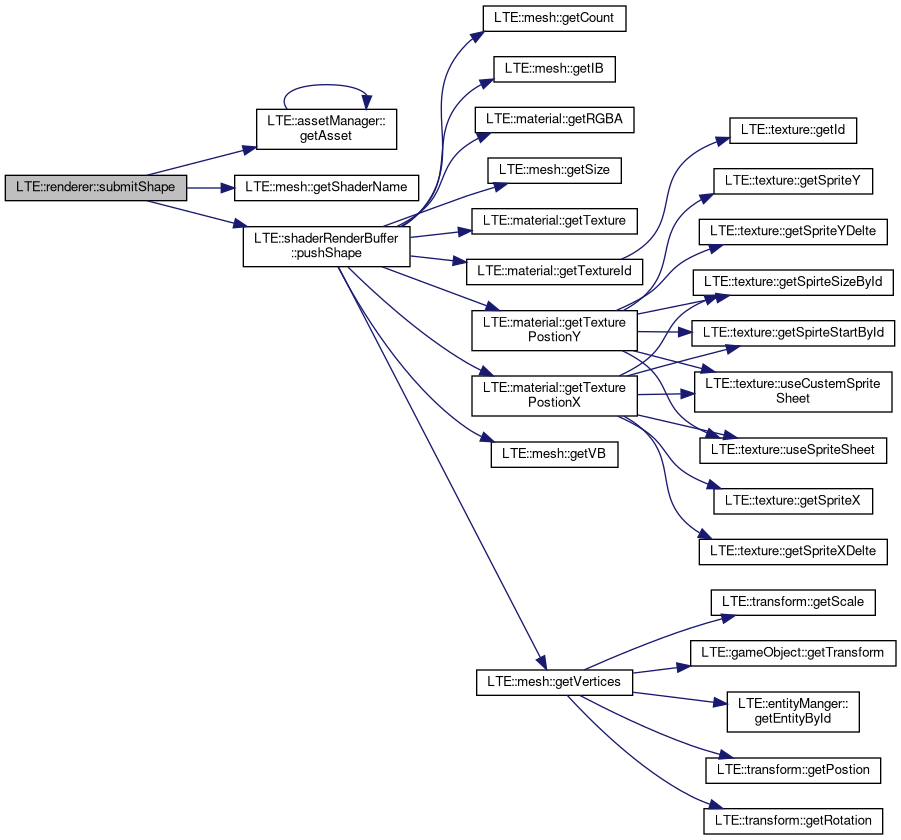 LTE::renderer::submitShape
LTE::assetManager::
getAsset
LTE::mesh::getShaderName
LTE::shaderRenderBuffer
::pushShape
LTE::mesh::getCount
LTE::mesh::getIB
LTE::material::getRGBA
LTE::mesh::getSize
LTE::material::getTexture
LTE::material::getTextureId
LTE::material::getTexture
PostionY
LTE::material::getTexture
PostionX
LTE::mesh::getVB
LTE::mesh::getVertices
LTE::texture::getId
LTE::texture::getSpriteY
LTE::texture::getSpriteYDelte
LTE::texture::getSpirteSizeById
LTE::texture::getSpirteStartById
LTE::texture::useCustemSprite
Sheet
LTE::texture::useSpriteSheet
LTE::texture::getSpriteX
LTE::texture::getSpriteXDelte
LTE::transform::getScale
LTE::gameObject::getTransform
LTE::entityManger::
getEntityById
LTE::transform::getPostion
LTE::transform::getRotation